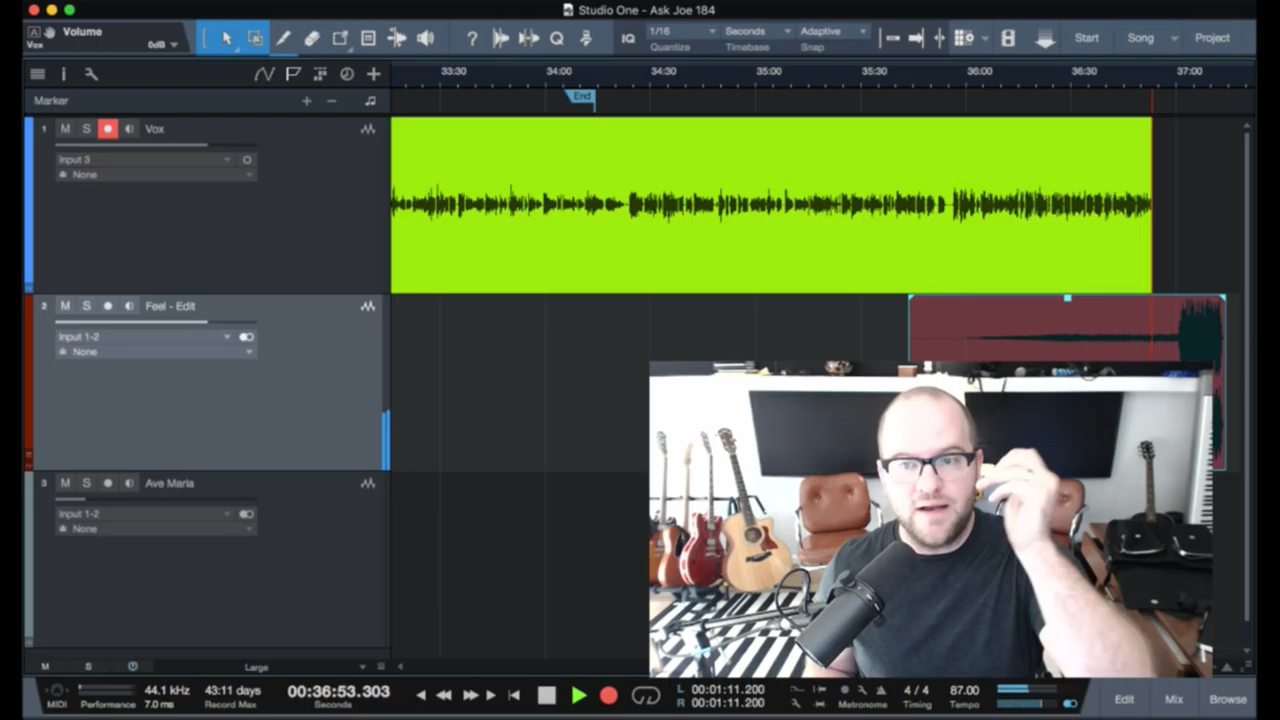 Studio One - Ask Joe 184
A Volume
Vox 0dB
? Q IQ
1/16 Seconds Adaptive
Quantize Timebase Snap
Start Song Project
i
33:30 34:00 34:30 35:00 35:30 36:00 36:30 37:00
Marker + −
End
1 M S Vox
Input 3
None
2 M S Feel - Edit
Input 1-2
None
3 M S Ave Maria
Input 1-2
None
M S Large
MIDI
Performance
44.1 kHz
7.0 ms
43:11 days
Record Max
00:36:53.303
Seconds
L 00:01:11.200
R 00:01:11.200
Metronome
4 / 4
Timing
87.00
Tempo
Edit Mix Browse